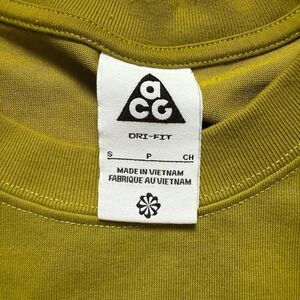 aCG
DRI-FIT
S P CH
MADE IN VIETNAM
FABRIQUE AU VIETNAM